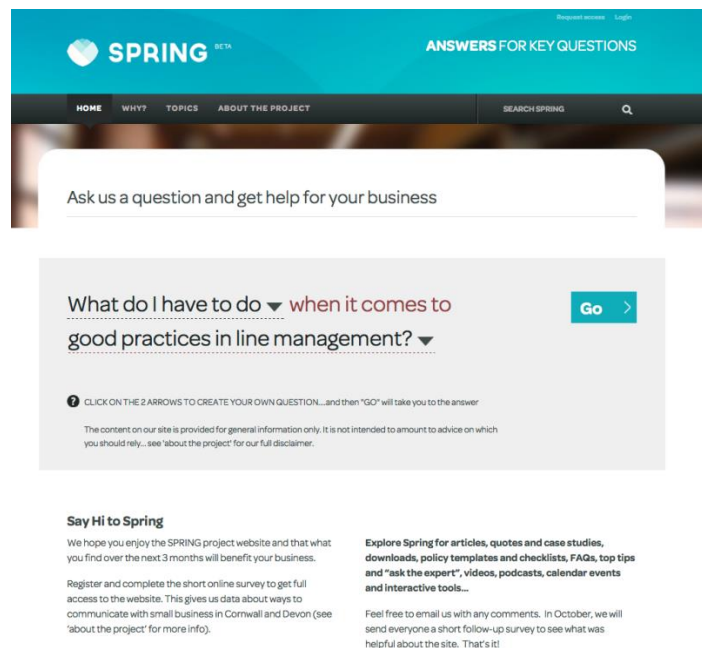 Request access Login
SPRING BETA
ANSWERS FOR KEY QUESTIONS
HOME WHY? TOPICS ABOUT THE PROJECT SEARCH SPRING
Ask us a question and get help for your business
What do I have to do when it comes to
good practices in line management?
Go
CLICK ON THE 2 ARROWS TO CREATE YOUR OWN QUESTION....and then "GO" will take you to the answer
The content on our site is provided for general information only. It is not intended to amount to advice on which
you should rely... see 'about the project' for our full disclaimer.
Say Hi to Spring
We hope you enjoy the SPRING project website and that what
you find over the next 3 months will benefit your business.
Register and complete the short online survey to get full
access to the website. This gives us data about ways to
communicate with small business in Cornwall and Devon (see
'about the project' for more info).
Explore Spring for articles, quotes and case studies,
downloads, policy templates and checklists, FAQs, top tips
and "ask the expert", videos, podcasts, calendar events
and interactive tools...
Feel free to email us with any comments. In October, we will
send everyone a short follow-up survey to see what was
helpful about the site. That's it!